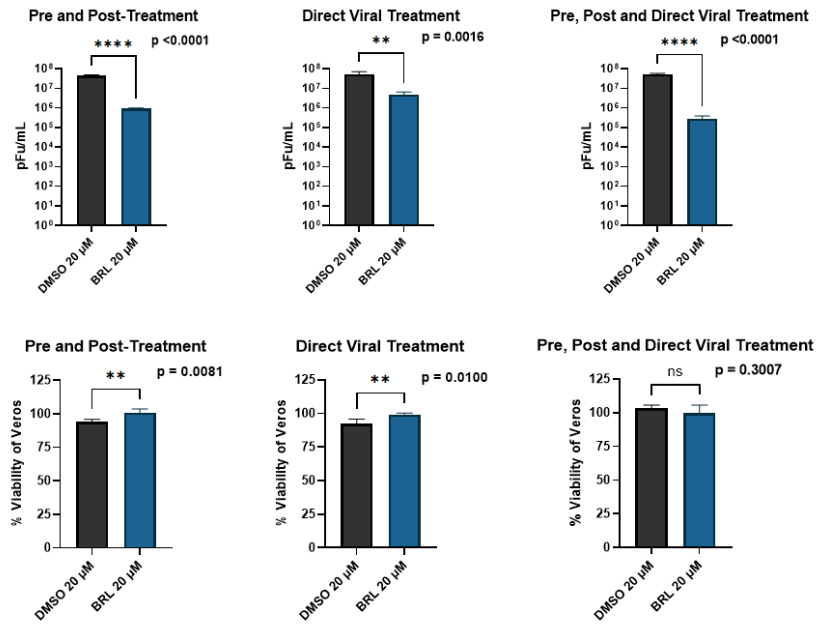 Pre and Post-Treatment
**** p <0.0001
pFu/mL
10⁸
10⁷
10⁶
10⁵
10⁴
10³
10²
10¹
10⁰
DMSO 20 µM
BRL 20 µM
Direct Viral Treatment
** p = 0.0016
pFu/mL
10⁸
10⁷
10⁶
10⁵
10⁴
10³
10²
10¹
10⁰
DMSO 20 µM
BRL 20 µM
Pre, Post and Direct Viral Treatment
**** p <0.0001
pFu/mL
10⁸
10⁷
10⁶
10⁵
10⁴
10³
10²
10¹
10⁰
DMSO 20 µM
BRL 20 µM
Pre and Post-Treatment
** p = 0.0081
% Viability of Veros
125
100
75
50
25
0
DMSO 20 µM
BRL 20 µM
Direct Viral Treatment
** p = 0.0100
% Viability of Veros
125
100
75
50
25
0
DMSO 20 µM
BRL 20 µM
Pre, Post and Direct Viral Treatment
ns p = 0.3007
% Viability of Veros
125
100
75
50
25
0
DMSO 20 µM
BRL 20 µM